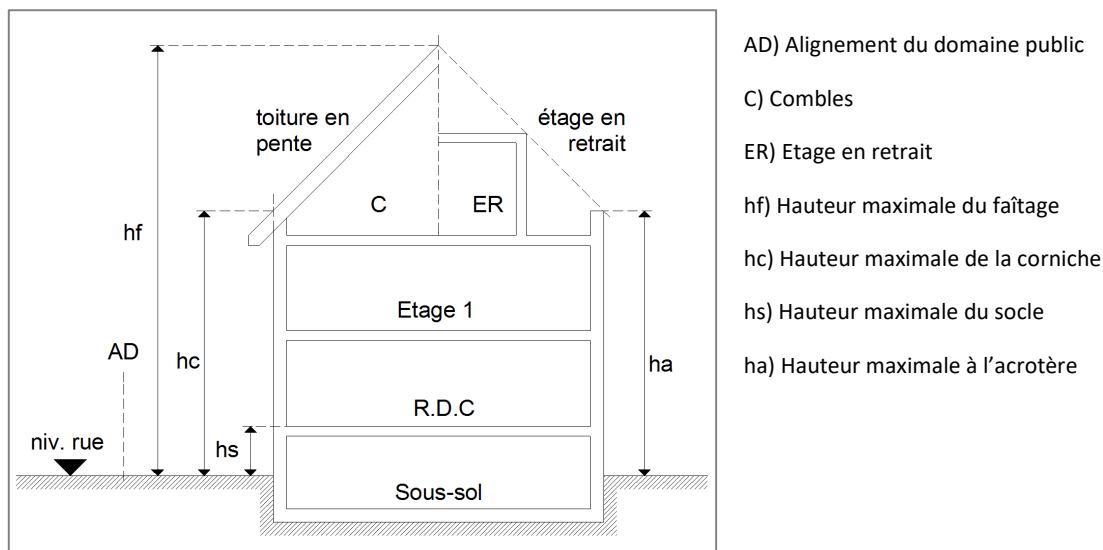 toiture en
pente
étage en
retrait
C
ER
hf
Etage 1
AD
hc
ha
R.D.C
niv. rue
hs
Sous-sol
AD) Alignement du domaine public
C) Combles
ER) Etage en retrait
hf) Hauteur maximale du faîtage
hc) Hauteur maximale de la corniche
hs) Hauteur maximale du socle
ha) Hauteur maximale à l’acrotère